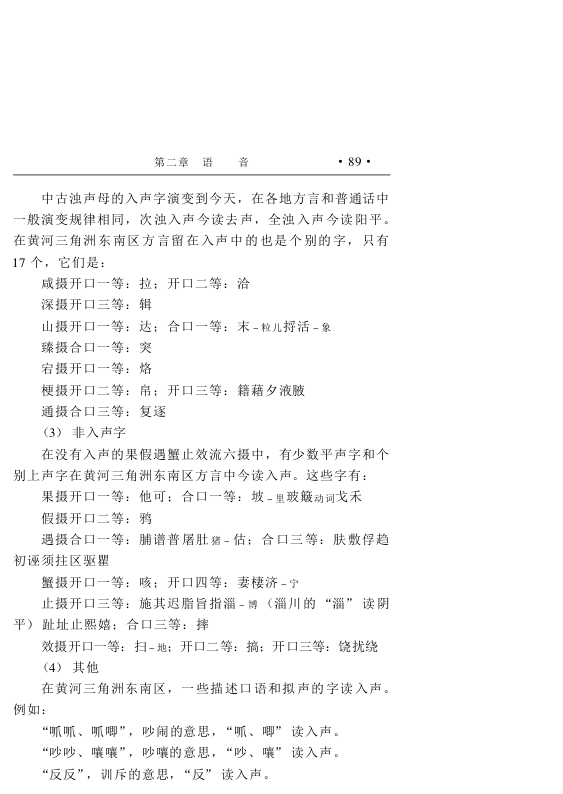 第二章 语 音 ·89·
中古浊声母的入声字演变到今天，在各地方言和普通话中
一般演变规律相同，次浊入声今读去声，全浊入声今读阳平。
在黄河三角洲东南区方言留在入声中的也是个别的字，只有
17 个，它们是：
咸摄开口一等：拉；开口二等：洽
深摄开口三等：辑
山摄开口一等：达；合口一等：末～粒儿捋活～象
臻摄合口一等：突
宕摄开口一等：烙
梗摄开口二等：帛；开口三等：籍藉夕液腋
通摄合口三等：复逐
（3） 非入声字
在没有入声的果假遇蟹止效流六摄中，有少数平声字和个
别上声字在黄河三角洲东南区方言中今读入声。这些字有：
果摄开口一等：他可；合口一等：坡～里玻簸动词戈禾
假摄开口二等：鸦
遇摄合口一等：脯谱普屠肚猪～估；合口三等：肤敷俘趋
初诬须拄区驱瞿
蟹摄开口一等：咳；开口四等：妻棲济～宁
止摄开口三等：施其迟脂旨指淄～博（淄川的“淄”读阴
平）趾址止熙嬉；合口三等：摔
效摄开口一等：扫～地；开口二等：搞；开口三等：饶扰绕
（4） 其他
在黄河三角洲东南区，一些描述口语和拟声的字读入声。
例如：
“呱呱、呱唧”，吵闹的意思，“呱、唧”读入声。
“吵吵、嚷嚷”，吵嚷的意思，“吵、嚷”读入声。
“反反”，训斥的意思，“反”读入声。